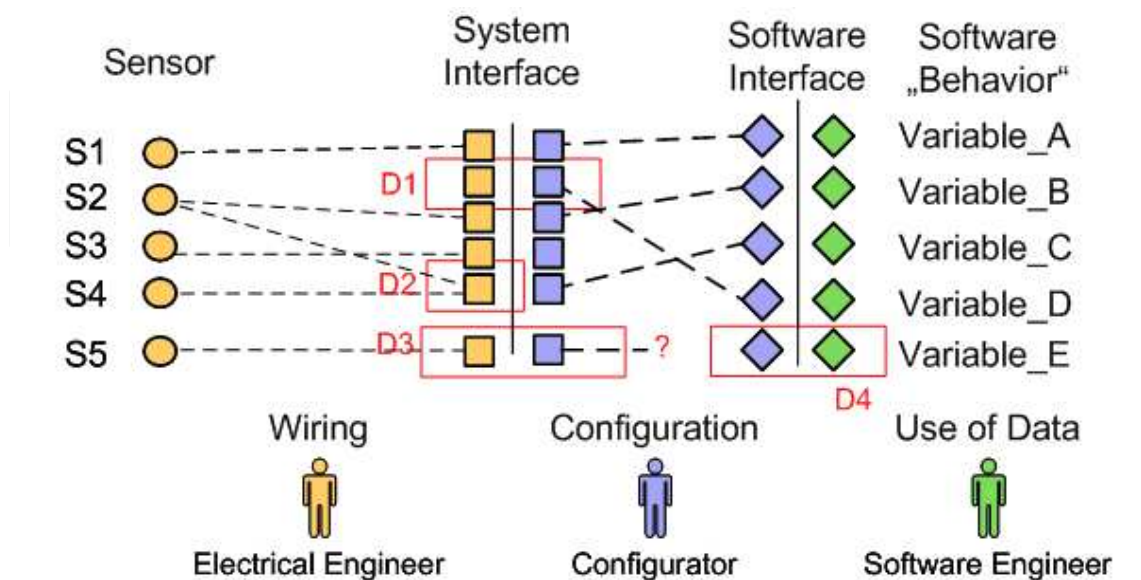 Sensor
System
Interface
Software
Interface
Software
„Behavior“
S1
S2
S3
S4
S5
D1
D2
D3
?
D4
Variable_A
Variable_B
Variable_C
Variable_D
Variable_E
Wiring
Configuration
Use of Data
Electrical Engineer
Configurator
Software Engineer